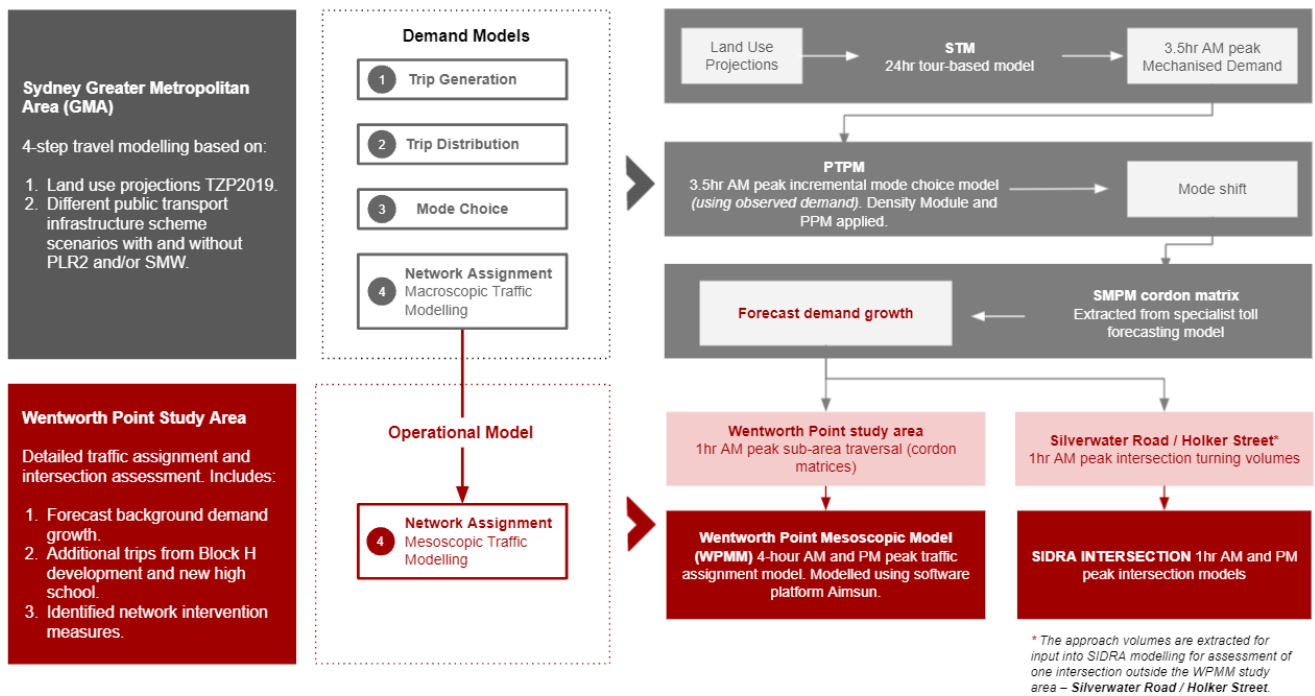 Sydney Greater Metropolitan
Area (GMA)
4-step travel modelling based on:
1. Land use projections TZP2019.
2. Different public transport
infrastructure scheme
scenarios with and without
PLR2 and/or SMW.
Demand Models
1 Trip Generation
2 Trip Distribution
3 Mode Choice
4 Network Assignment
Macroscopic Traffic
Modelling
Land Use
Projections
STM
24hr tour-based model
3.5hr AM peak
Mechanised Demand
PTPM
3.5hr AM peak incremental mode choice model
(using observed demand). Density Module and
PPM applied.
Mode shift
Forecast demand growth
SMPM cordon matrix
Extracted from specialist toll
forecasting model
Wentworth Point Study Area
Detailed traffic assignment and
intersection assessment. Includes:
1. Forecast background demand
growth.
2. Additional trips from Block H
development and new high
school.
3. Identified network intervention
measures.
Operational Model
4 Network Assignment
Mesoscopic Traffic
Modelling
Wentworth Point study area
1hr AM peak sub-area traversal (cordon
matrices)
Silverwater Road / Holker Street*
1hr AM peak intersection turning volumes
Wentworth Point Mesoscopic Model
(WPMM) 4-hour AM and PM peak traffic
assignment model. Modelled using software
platform Aimsun.
SIDRA INTERSECTION 1hr AM and PM
peak intersection models
* The approach volumes are extracted for
input into SIDRA modelling for assessment of
one intersection outside the WPMM study
area – Silverwater Road / Holker Street.